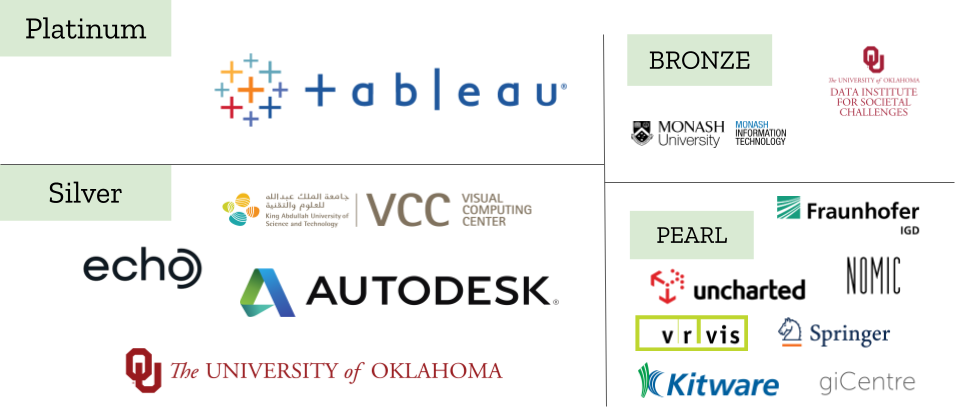 Platinum
+ a b l e a u®
BRONZE
The UNIVERSITY of OKLAHOMA
DATA INSTITUTE
FOR SOCIETAL
CHALLENGES
MONASH
University
MONASH
INFORMATION
TECHNOLOGY
Silver
جامعة الملك عبدالله
للعلوم والتقنية
King Abdullah University of
Science and Technology
VCC
VISUAL
COMPUTING
CENTER
echo
AUTODESK®
OU
The UNIVERSITY of OKLAHOMA
PEARL
Fraunhofer
IGD
uncharted
NOMIC
vrvis
Springer
Kitware
giCentre